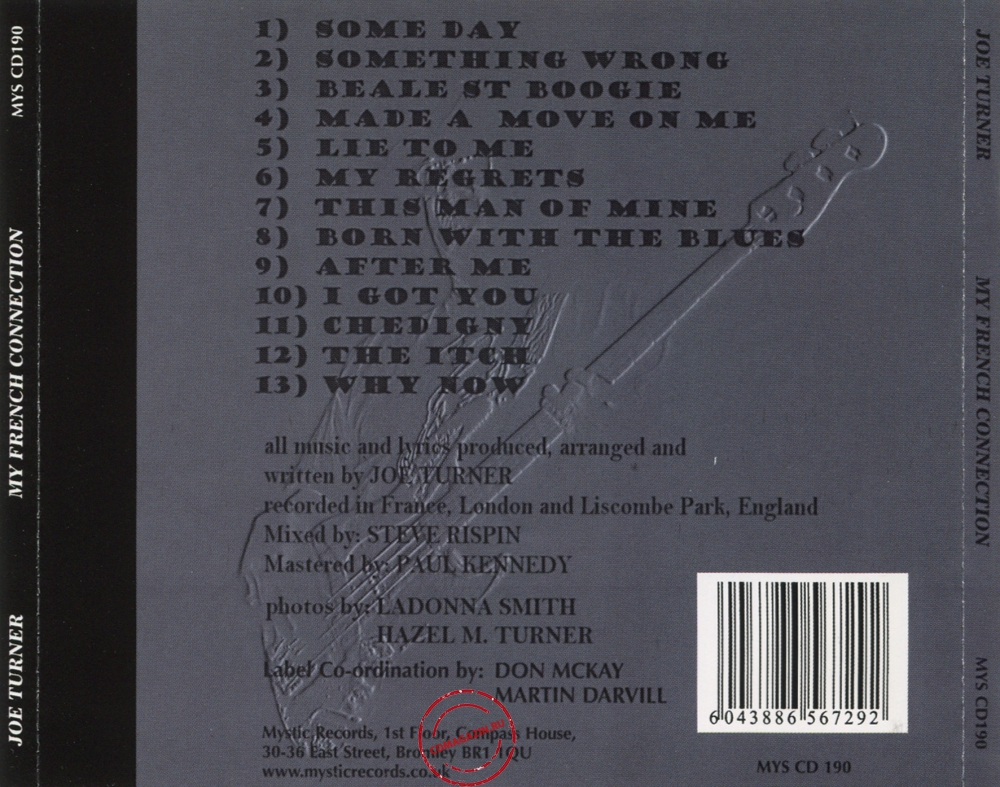 MYS CD190
MY FRENCH CONNECTION
JOE TURNER
1) SOME DAY
2) SOMETHING WRONG
3) BEALE ST BOOGIE
4) MADE A MOVE ON ME
5) LIE TO ME
6) MY REGRETS
7) THIS MAN OF MINE
8) BORN WITH THE BLUES
9) AFTER ME
10) I GOT YOU
11) CHEDIGNY
12) THE ITCH
13) WHY NOW
all music and lyrics produced, arranged and
written by JOE TURNER
recorded in France, London and Liscombe Park, England
Mixed by: STEVE RISPIN
Mastered by: PAUL KENNEDY
photos by: LADONNA SMITH
HAZEL M. TURNER
Label Co-ordination by: DON MCKAY
MARTIN DARVILL
Mystic Records, 1st Floor, Compass House,
30-36 East Street, Bromley BR1 1QU
www.mysticrecords.co.uk
6 043886 567292
MYS CD 190
JOE TURNER
MY FRENCH CONNECTION
MYS CD190